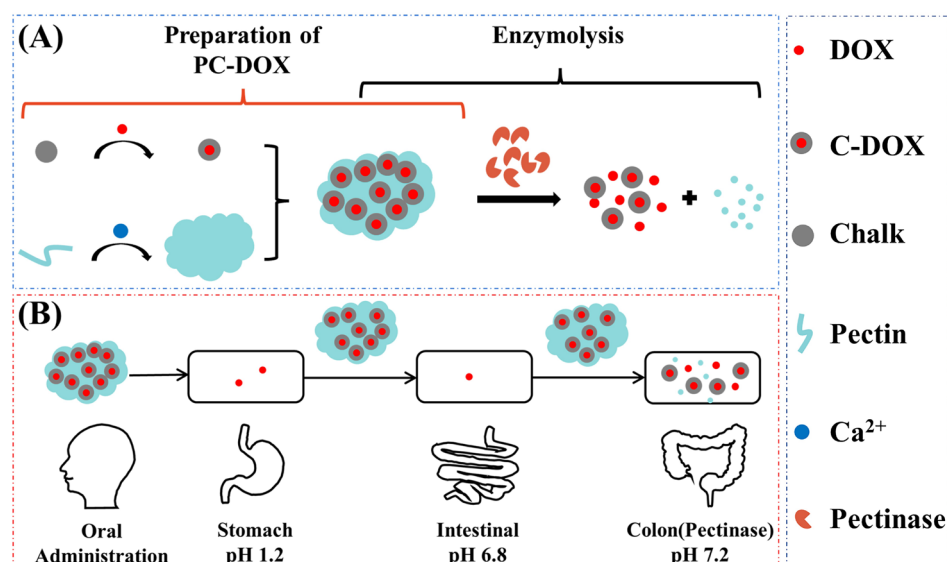 (A)
Preparation of
PC-DOX
Enzymolysis
(B)
Oral
Administration
Stomach
pH 1.2
Intestinal
pH 6.8
Colon(Pectinase)
pH 7.2
DOX
C-DOX
Chalk
Pectin
Ca²⁺
Pectinase